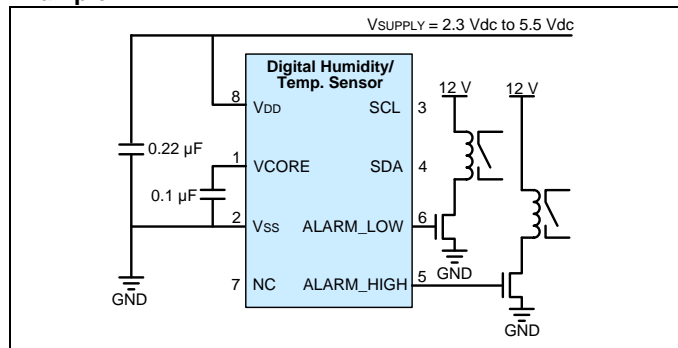 VSUPPLY = 2.3 Vdc to 5.5 Vdc
Digital Humidity/
Temp. Sensor
8 VDD SCL 3
12 V 12 V
0.22 µF
1 VCORE SDA 4
0.1 µF
2 VSS ALARM_LOW 6
GND
7 NC ALARM_HIGH 5
GND
GND